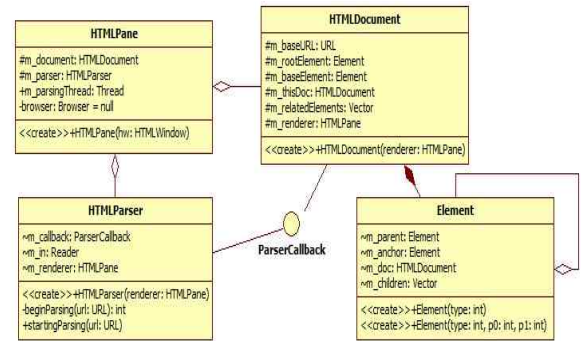 HTMLPane
#m_document: HTMLDocument
#m_parser: HTMLParser
+m_parsingThread: Thread
-browser: Browser = null
<<create>>+HTMLPane(hw: HTMLWindow)
HTMLDocument
#m_baseURL: URL
#m_rootElement: Element
#m_baseElement: Element
#m_thisDoc: HTMLDocument
#m_relatedElements: Vector
#m_renderer: HTMLPane
<<create>>+HTMLDocument(renderer: HTMLPane)
HTMLParser
~m_callback: ParserCallback
~m_in: Reader
~m_renderer: HTMLPane
<<create>>+HTMLParser(renderer: HTMLPane)
-beginParsing(url: URL): int
+startingParsing(url: URL)
ParserCallback
Element
~m_parent: Element
~m_anchor: Element
~m_doc: HTMLDocument
~m_children: Vector
<<create>>+Element(type: int)
<<create>>+Element(type: int, p0: int, p1: int)